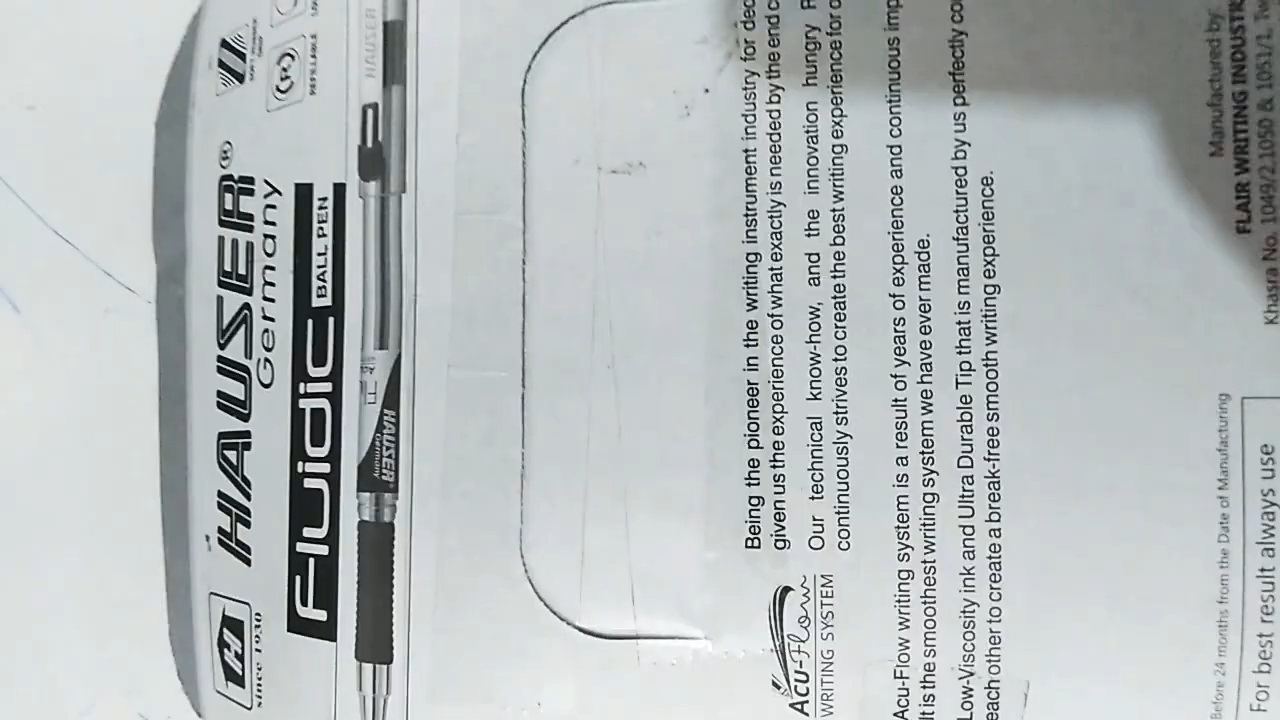 H
since 1930
HAUSER®
Germany
Fluidic BALL PEN
REFILLABLE
HAUSER
HAUSER
Germany
Acu-Flow
WRITING SYSTEM
Being the pioneer in the writing instrument industry for dec
given us the experience of what exactly is needed by the end c
Our technical know-how, and the innovation hungry R
continuously strives to create the best writing experience for o
Acu-Flow writing system is a result of years of experience and continuous imp
It is the smoothest writing system we have ever made.
Low-Viscosity ink and Ultra Durable Tip that is manufactured by us perfectly co
each other to create a break-free smooth writing experience.
Before 24 months from the Date of Manufacturing
For best result always use
Manufactured by:
FLAIR WRITING INDUSTR
Khasra No. 1049/2.1050 & 1051/1, Tw